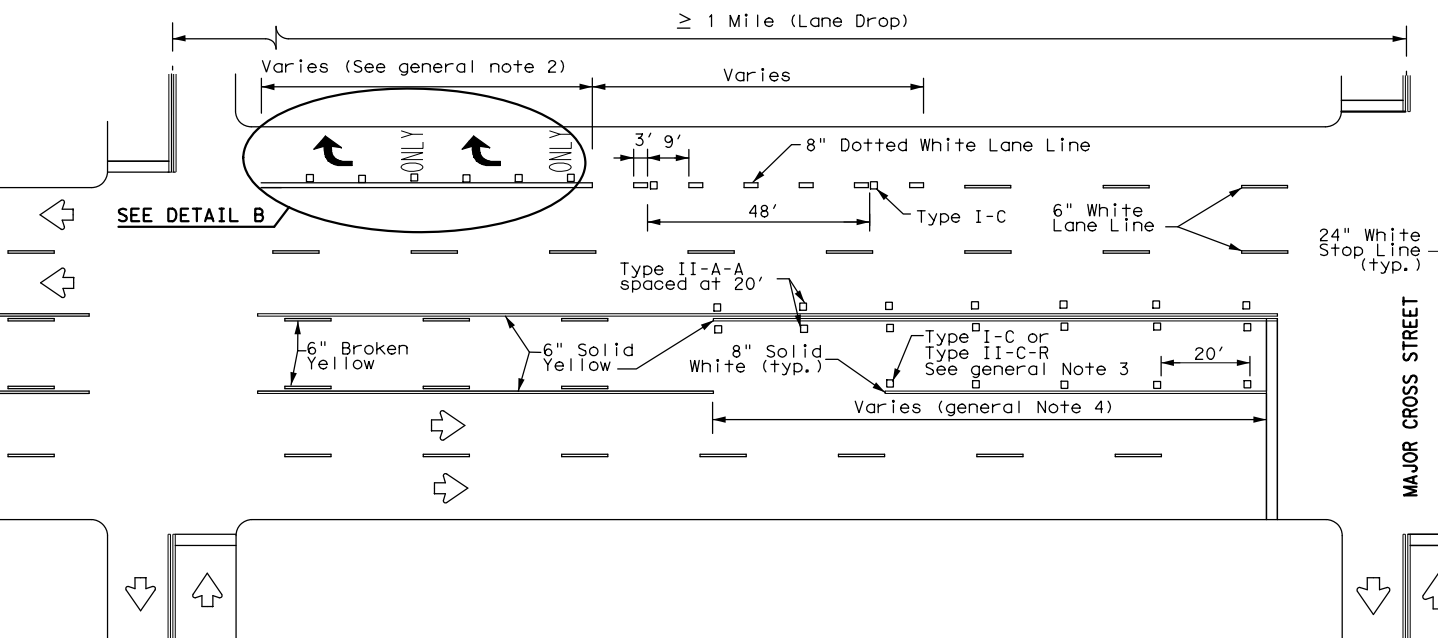 ≥ 1 Mile (Lane Drop)
Varies (See general note 2)
Varies
ONLY
ONLY
3' 9'
8" Dotted White Lane Line
SEE DETAIL B
48'
Type I-C
6" White
Lane Line
24" White
Stop Line
(typ.)
Type II-A-A
spaced at 20'
6" Broken
Yellow
6" Solid
Yellow
8" Solid
White (typ.)
Type I-C or
Type II-C-R
See general Note 3
20'
Varies (general Note 4)
MAJOR CROSS STREET